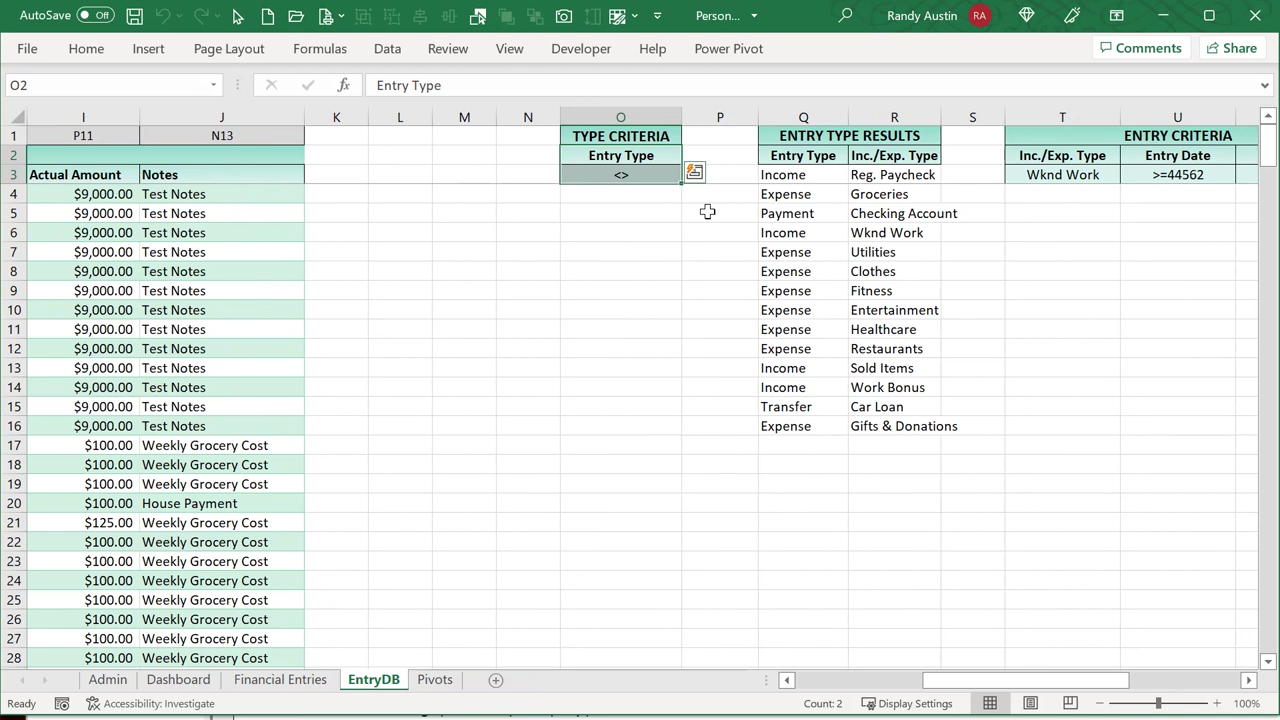 AutoSave Off Person... Randy Austin RA
File Home Insert Page Layout Formulas Data Review View Developer Help Power Pivot Comments Share
O2 fx Entry Type
I J K L M N O P Q R S T U
1 P11 N13 TYPE CRITERIA ENTRY TYPE RESULTS ENTRY CRITERIA
2 Entry Type Entry Type Inc./Exp. Type Inc./Exp. Type Entry Date
3 Actual Amount Notes <> Income Reg. Paycheck Wknd Work >=44562
4 $9,000.00 Test Notes Expense Groceries
5 $9,000.00 Test Notes Payment Checking Account
6 $9,000.00 Test Notes Income Wknd Work
7 $9,000.00 Test Notes Expense Utilities
8 $9,000.00 Test Notes Expense Clothes
9 $9,000.00 Test Notes Expense Fitness
10 $9,000.00 Test Notes Expense Entertainment
11 $9,000.00 Test Notes Expense Healthcare
12 $9,000.00 Test Notes Expense Restaurants
13 $9,000.00 Test Notes Income Sold Items
14 $9,000.00 Test Notes Income Work Bonus
15 $9,000.00 Test Notes Transfer Car Loan
16 $9,000.00 Test Notes Expense Gifts & Donations
17 $100.00 Weekly Grocery Cost
18 $100.00 Weekly Grocery Cost
19 $100.00 Weekly Grocery Cost
20 $100.00 House Payment
21 $125.00 Weekly Grocery Cost
22 $100.00 Weekly Grocery Cost
23 $100.00 Weekly Grocery Cost
24 $100.00 Weekly Grocery Cost
25 $100.00 Weekly Grocery Cost
26 $100.00 Weekly Grocery Cost
27 $100.00 Weekly Grocery Cost
28 $100.00 Weekly Grocery Cost
Admin Dashboard Financial Entries EntryDB Pivots
Ready Accessibility: Investigate Count: 2 Display Settings 100%